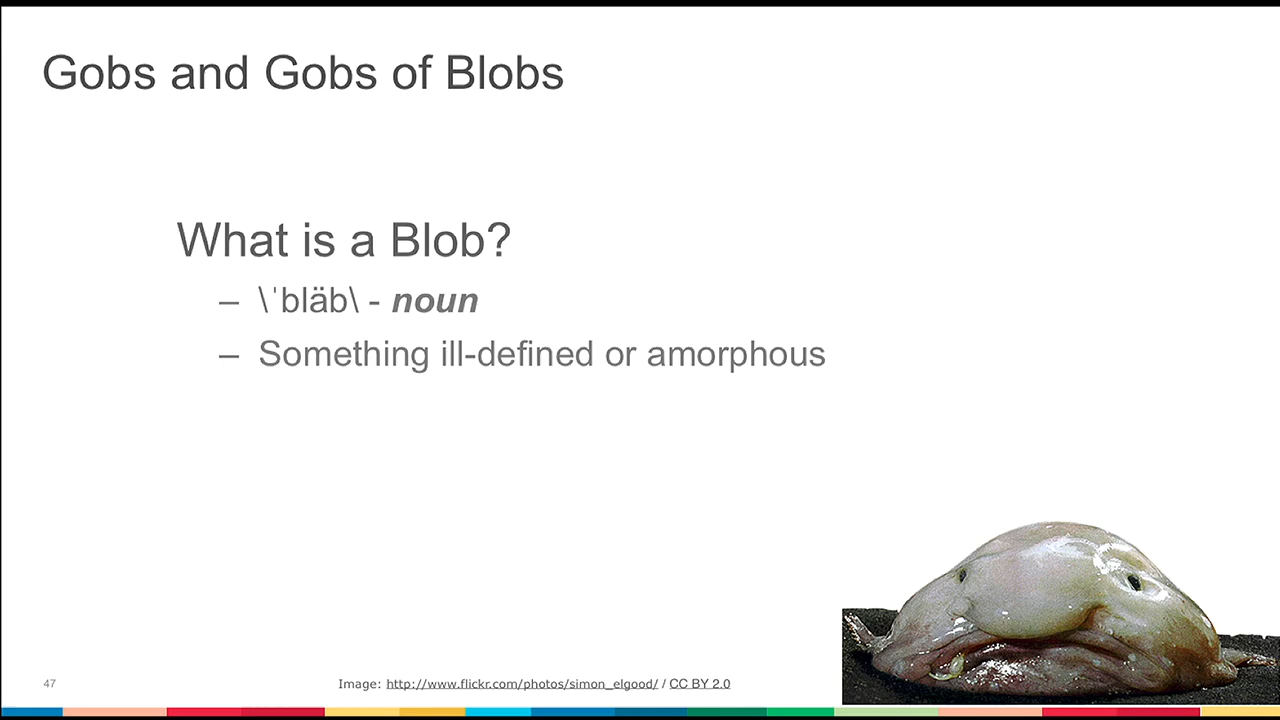 Gobs and Gobs of Blobs
What is a Blob?
– \ˈbläb\ - noun
– Something ill-defined or amorphous
47
Image: http://www.flickr.com/photos/simon_elgood/ / CC BY 2.0